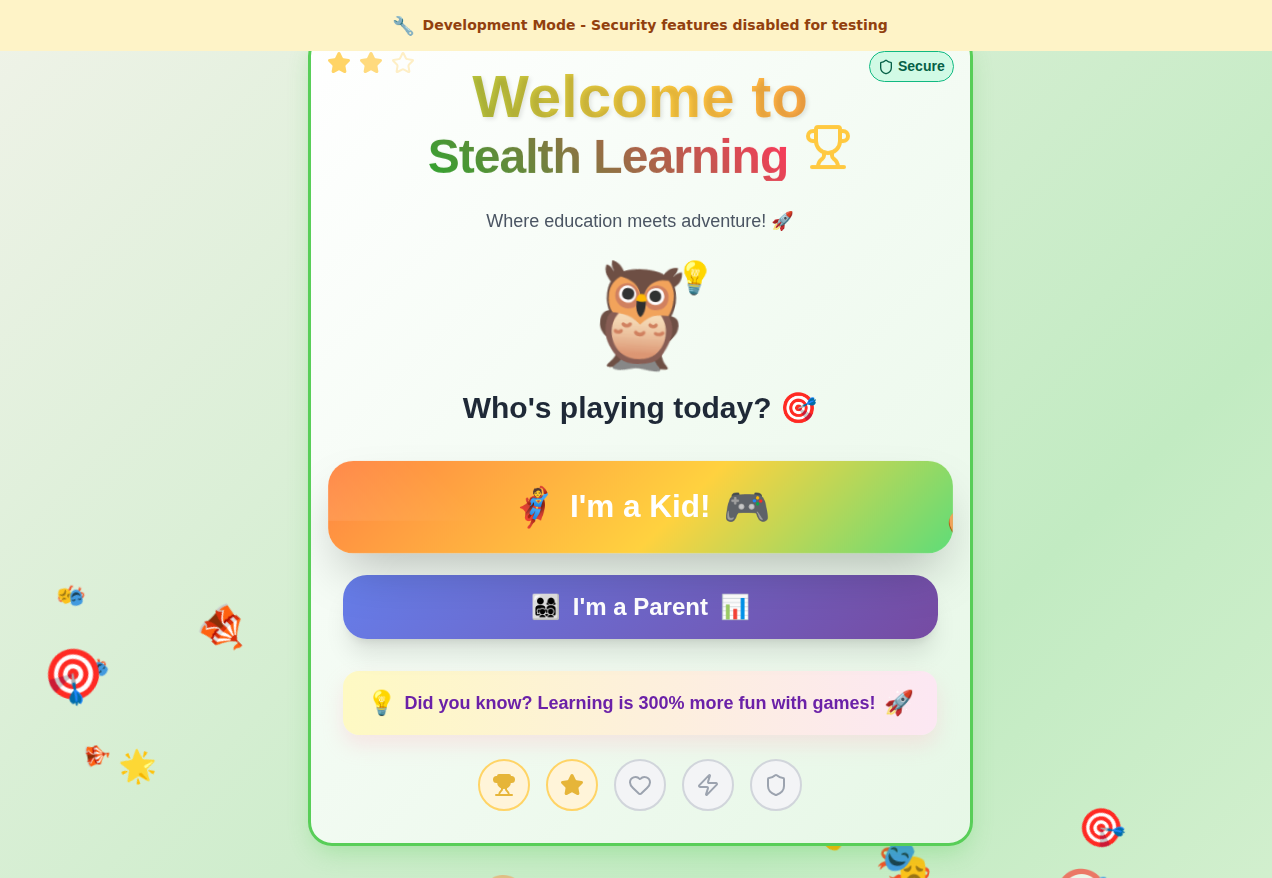 🔧 Development Mode - Security features disabled for testing
Secure
Welcome to
Stealth Learning
Where education meets adventure! 🚀
Who's playing today? 🎯
🦸 I'm a Kid! 🎮
👨‍👩‍👧‍👦 I'm a Parent 📊
💡 Did you know? Learning is 300% more fun with games! 🚀